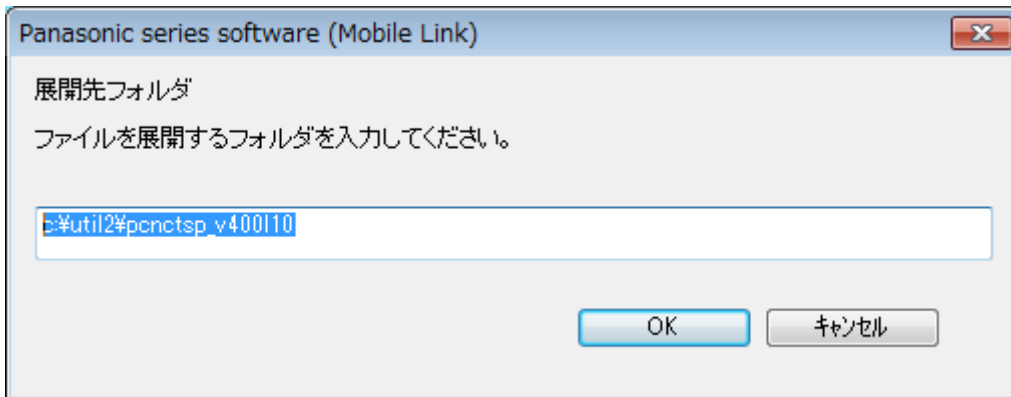 Panasonic series software (Mobile Link)
展開先フォルダ
ファイルを展開するフォルダを入力してください。
c:¥util2¥pcnctsp_v400l10
OK
キャンセル